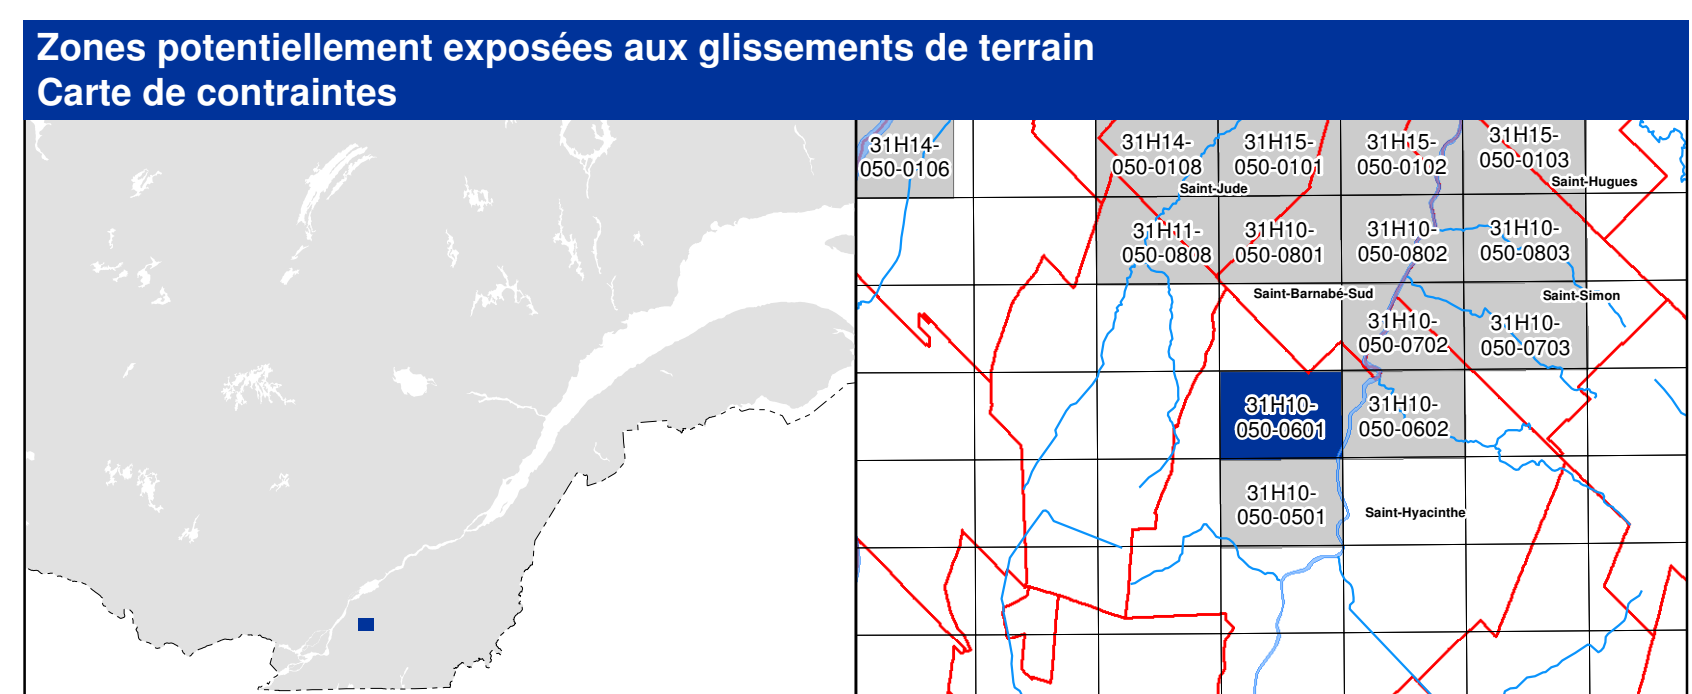 Zones potentiellement exposées aux glissements de terrain
Carte de contraintes
31H14-
050-0106
31H14-
050-0108
31H15-
050-0101
31H15-
050-0102
31H15-
050-0103
Saint-Jude
Saint-Hugues
31H11-
050-0808
31H10-
050-0801
31H10-
050-0802
31H10-
050-0803
Saint-Barnabé-Sud
Saint-Simon
31H10-
050-0702
31H10-
050-0703
31H10-
050-0601
31H10-
050-0602
31H10-
050-0501
Saint-Hyacinthe